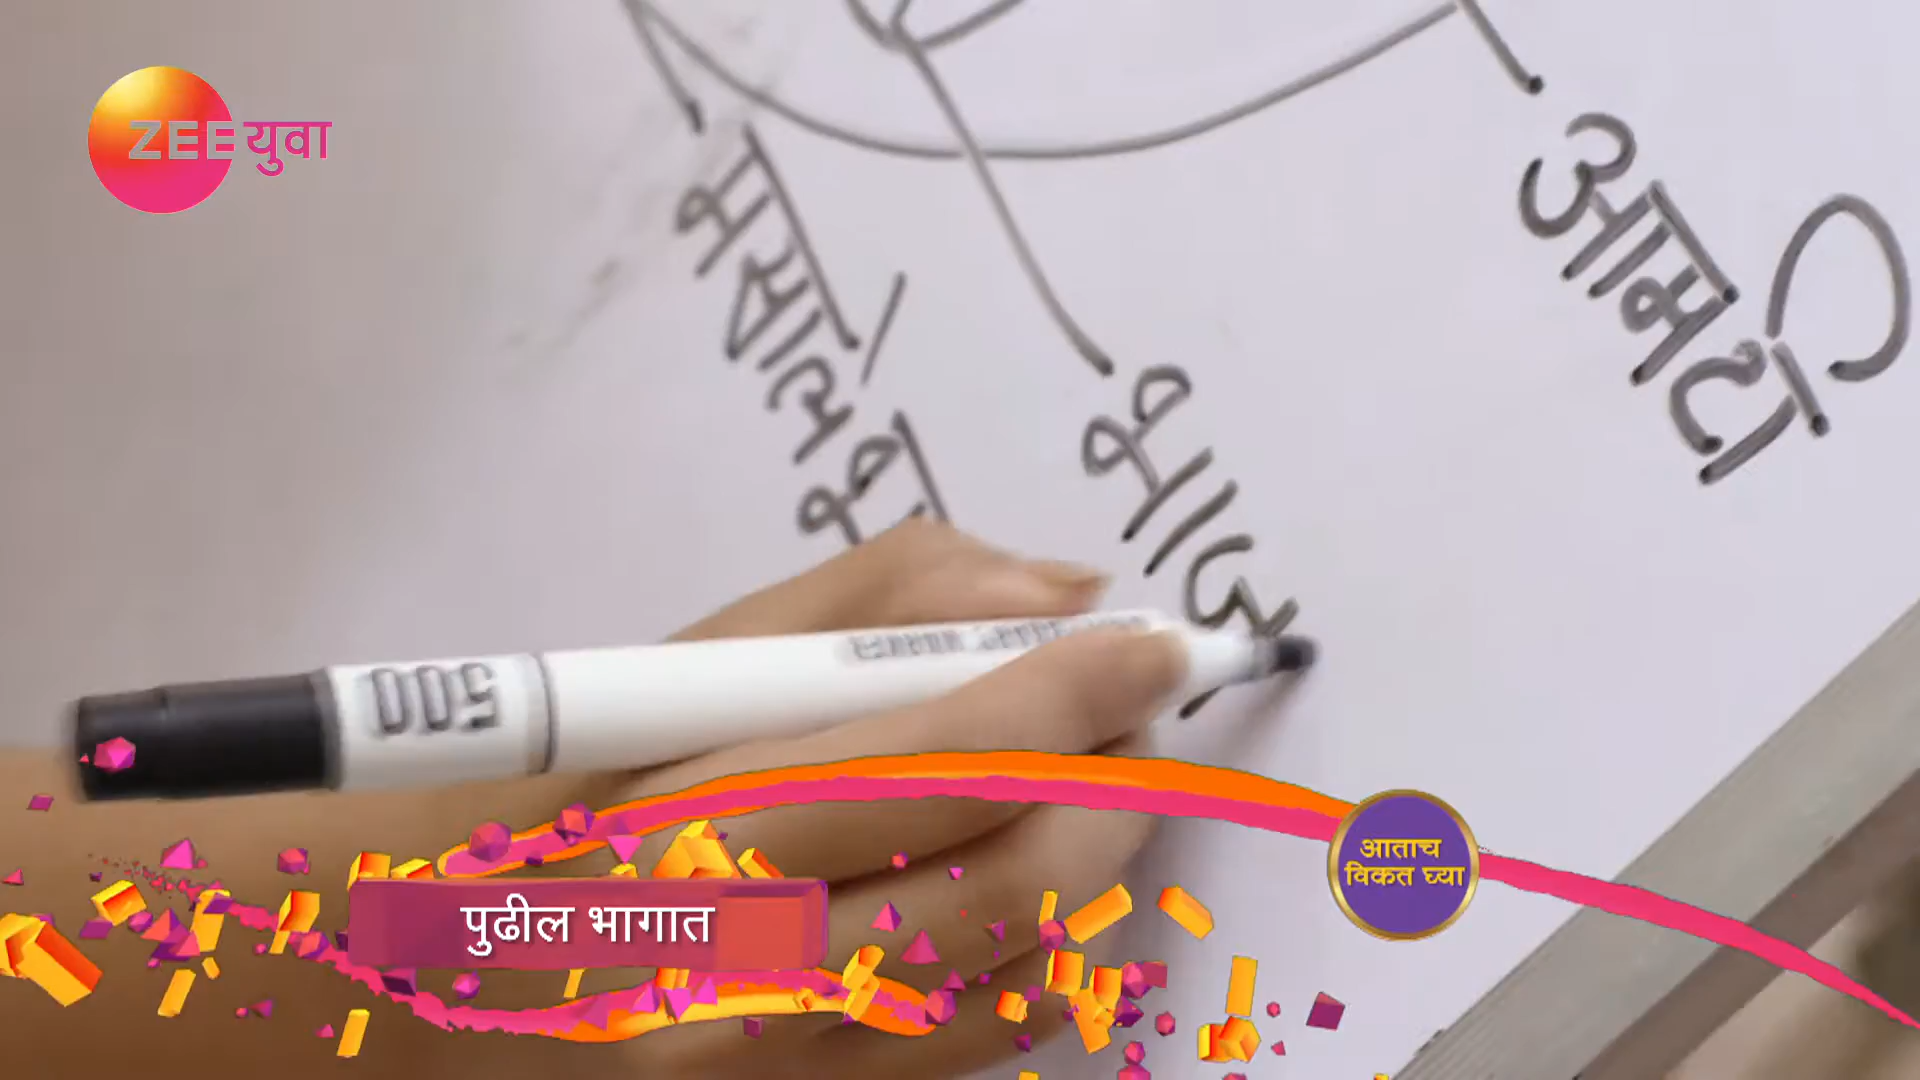 ZEE युवा
आमटी
मसाले
भाज
500
आताच
विकत घ्या
पुढील भागात